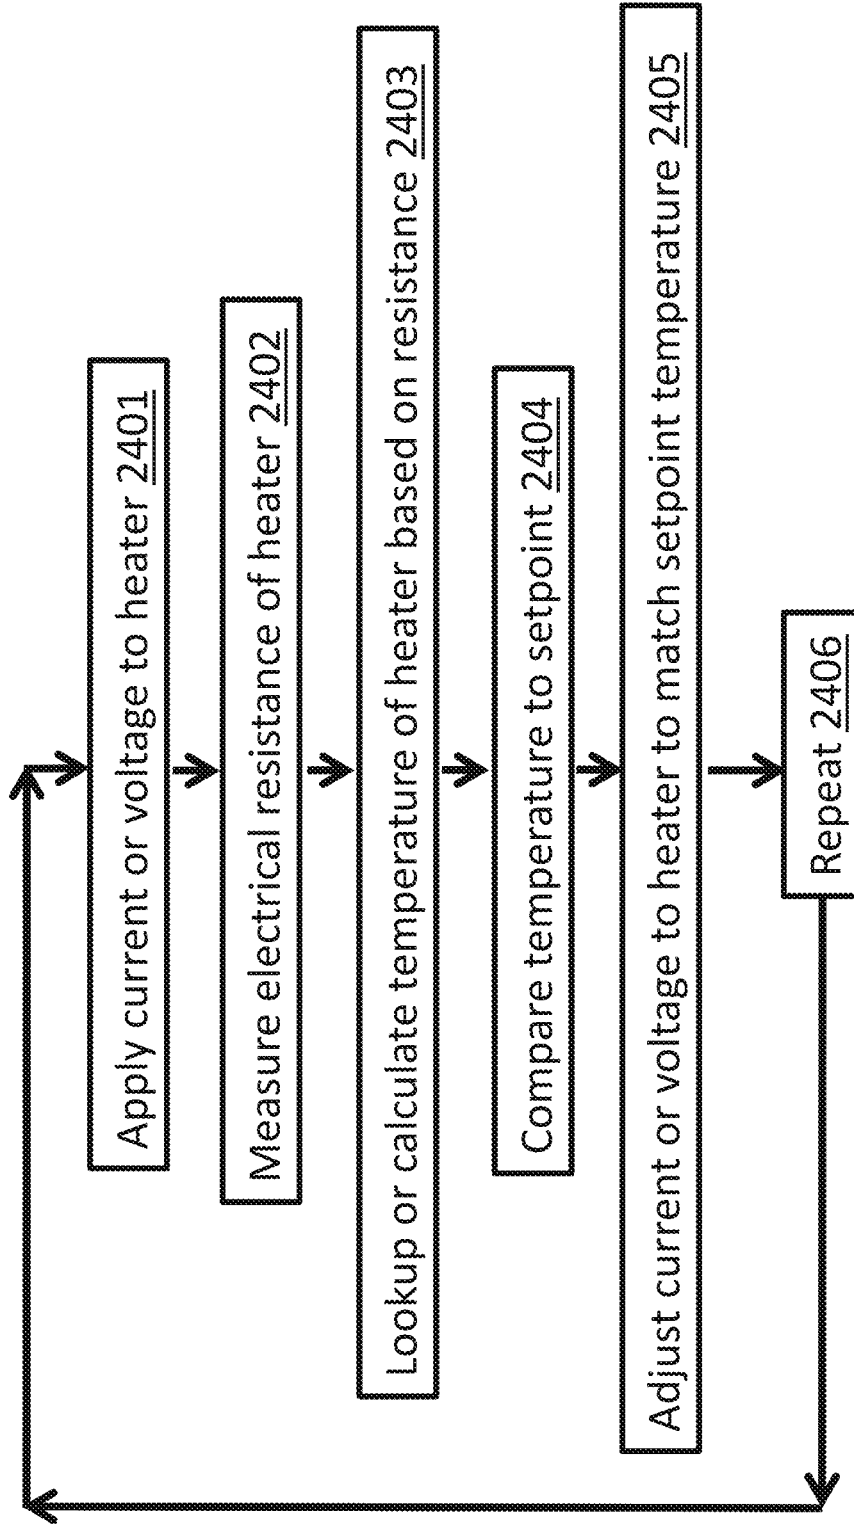 Apply current or voltage to heater 2401
Measure electrical resistance of heater 2402
Lookup or calculate temperature of heater based on resistance 2403
Compare temperature to setpoint 2404
Adjust current or voltage to heater to match setpoint temperature 2405
Repeat 2406